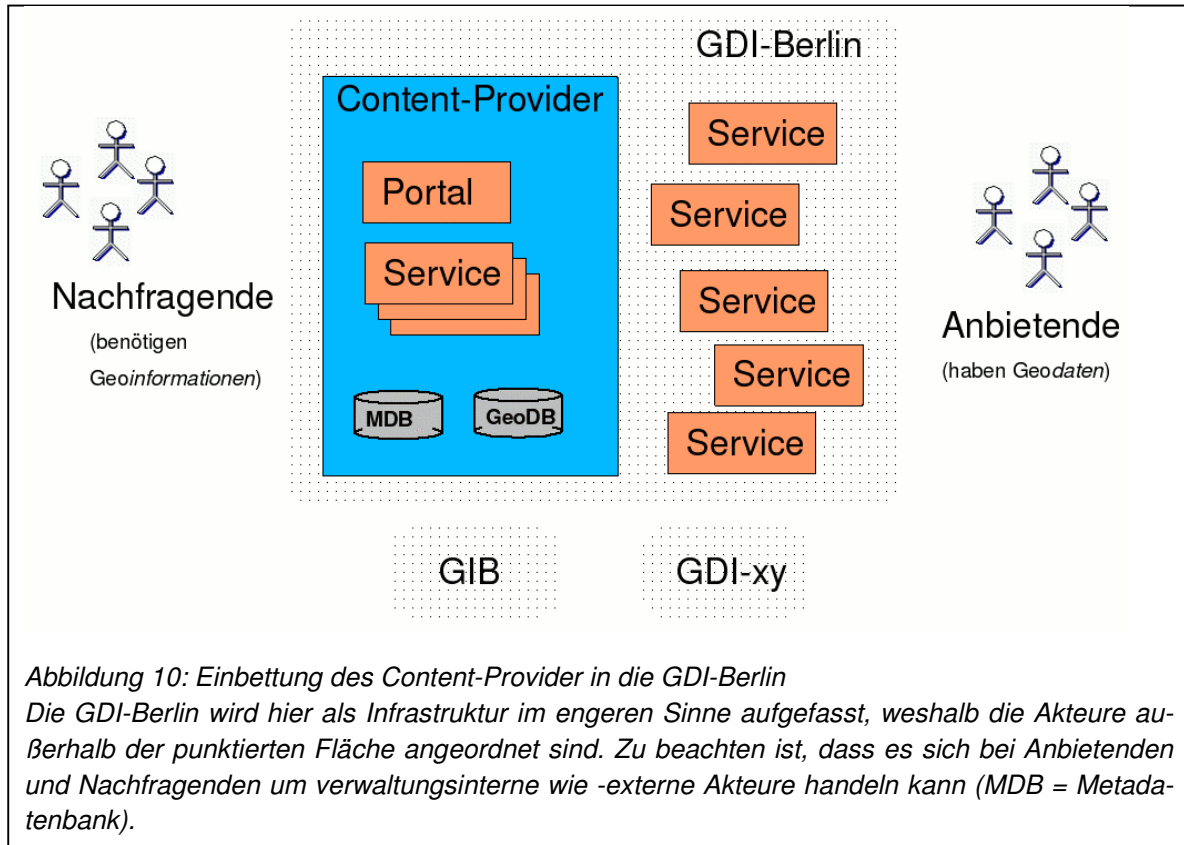 GDI-Berlin
Content-Provider
Portal
Service
MDB
GeoDB
Service
Service
Service
Service
Service
Nachfragende
(benötigen
Geoinformationen)
Anbietende
(haben Geodaten)
GIB
GDI-xy
Abbildung 10: Einbettung des Content-Provider in die GDI-Berlin
Die GDI-Berlin wird hier als Infrastruktur im engeren Sinne aufgefasst, weshalb die Akteure au-
ßerhalb der punktierten Fläche angeordnet sind. Zu beachten ist, dass es sich bei Anbietenden
und Nachfragenden um verwaltungsinterne wie -externe Akteure handeln kann (MDB = Metada-
tenbank).